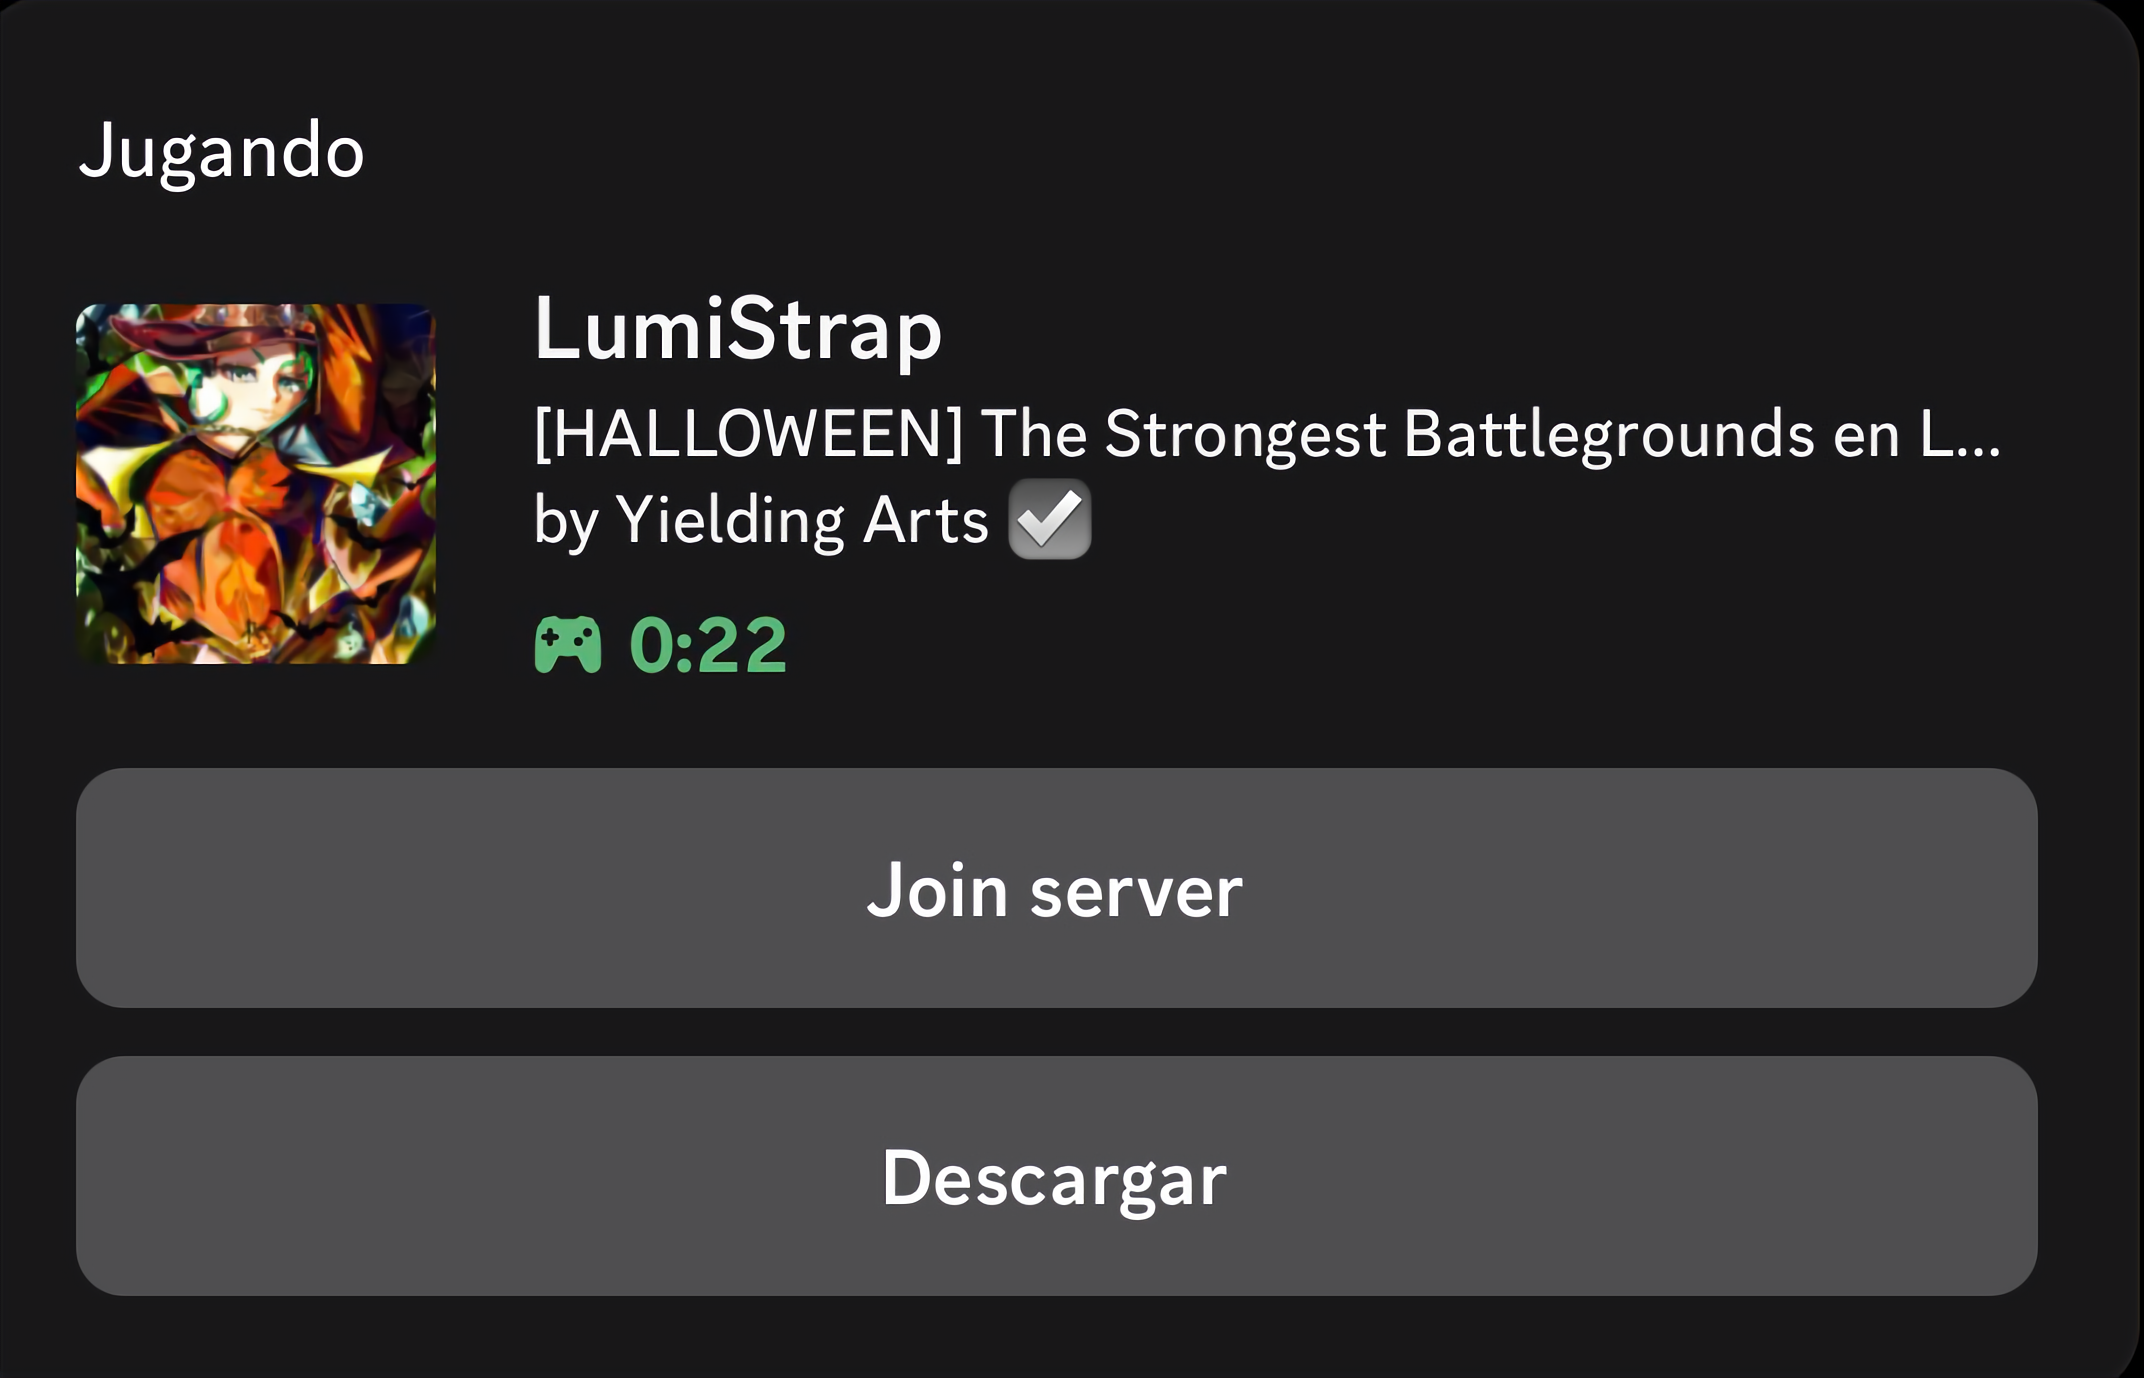 Jugando
LumiStrap
[HALLOWEEN] The Strongest Battlegrounds en L...
by Yielding Arts ☑️
0:22
Join server
Descargar